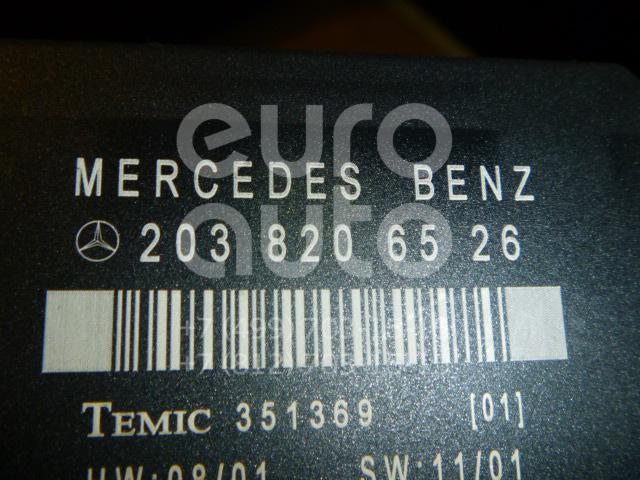 euro
auto
MERCEDES BENZ
203 820 65 26
TEMIC 351369 [01]
HW:08/01 SW:11/01